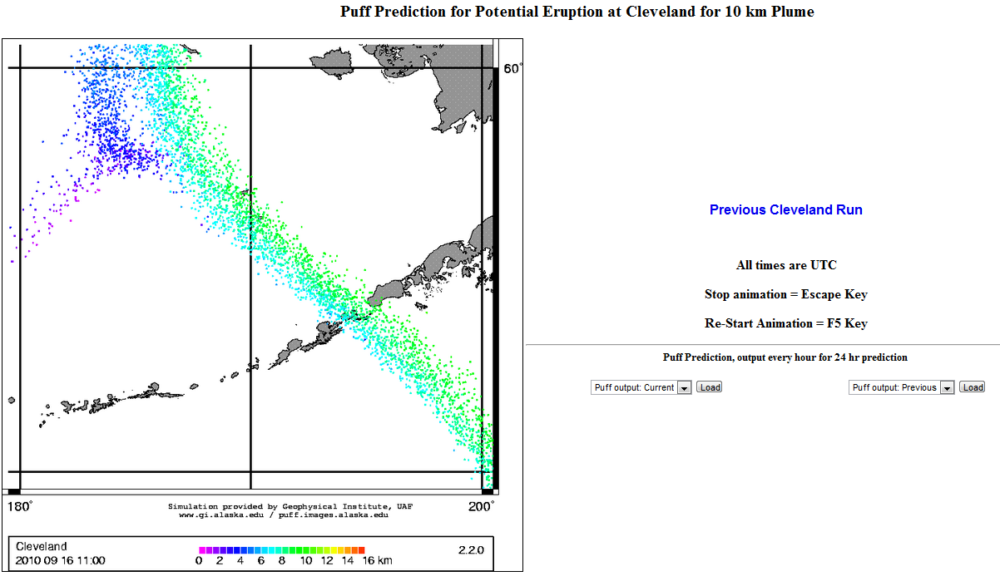 Puff Prediction for Potential Eruption at Cleveland for 10 km Plume
60°
180°
200°
Simulation provided by Geophysical Institute, UAF
www.gi.alaska.edu / puff.images.alaska.edu
Cleveland
2010 09 16 11:00
0 2 4 6 8 10 12 14 16 km
2.2.0
Previous Cleveland Run
All times are UTC
Stop animation = Escape Key
Re-Start Animation = F5 Key
Puff Prediction, output every hour for 24 hr prediction
Puff output: Current Load
Puff output: Previous Load